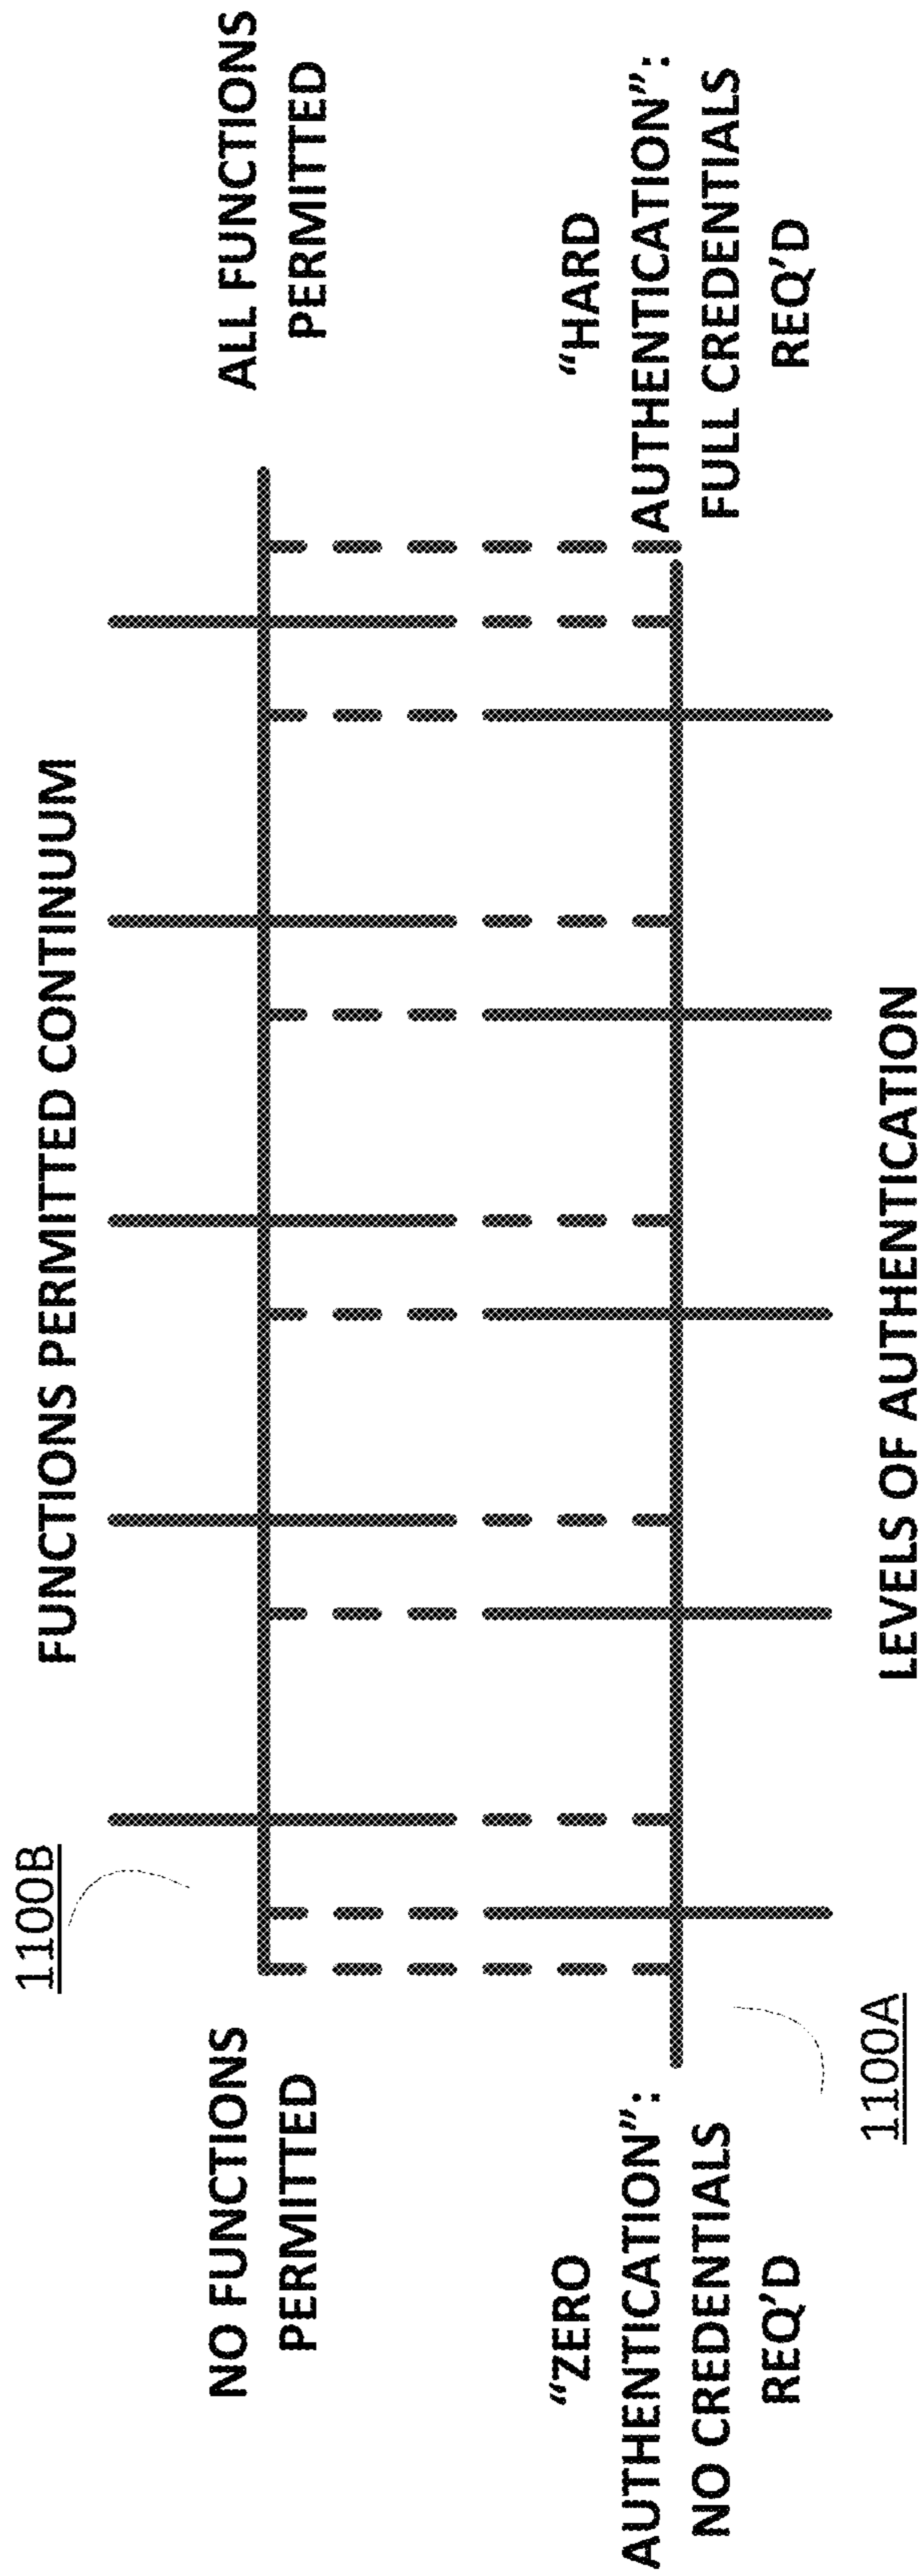 1100B
FUNCTIONS PERMITTED CONTINUUM
NO FUNCTIONS
PERMITTED
ALL FUNCTIONS
PERMITTED
“ZERO
AUTHENTICATION”:
NO CREDENTIALS
REQ’D
“HARD
AUTHENTICATION”:
FULL CREDENTIALS
REQ’D
1100A
LEVELS OF AUTHENTICATION